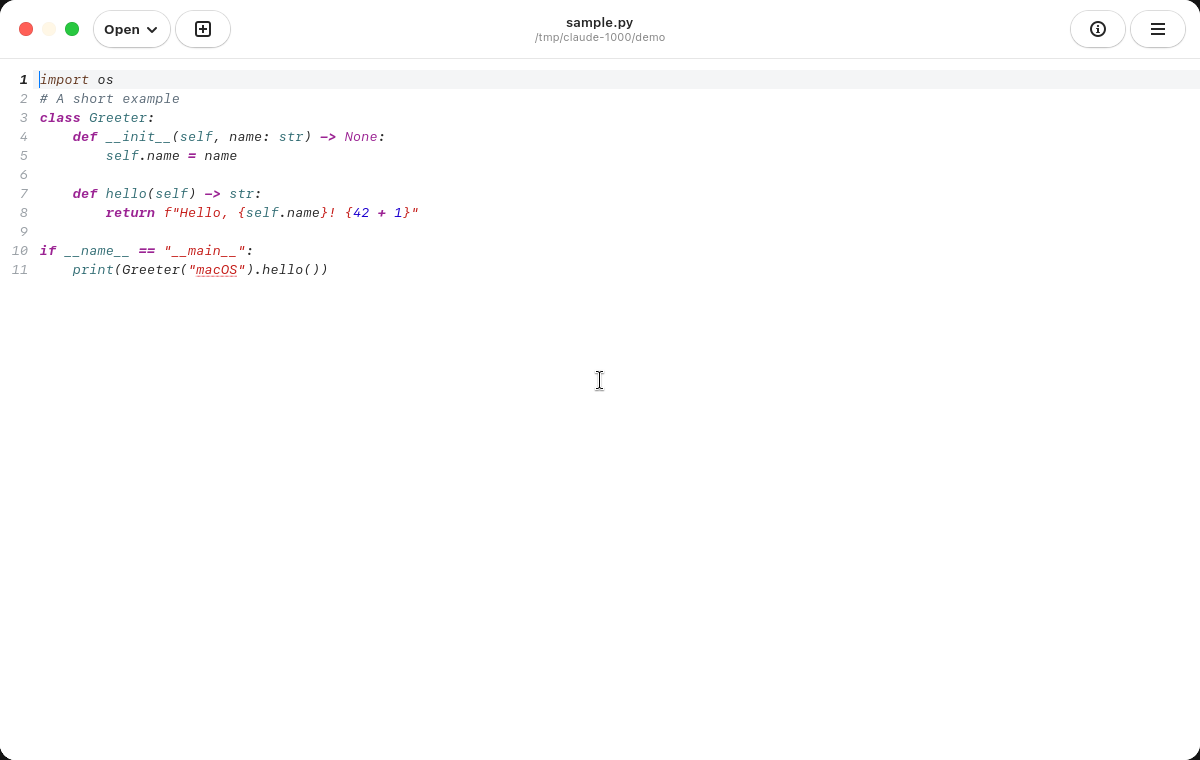 Open
sample.py
/tmp/claude-1000/demo
1 import os
2 # A short example
3 class Greeter:
4     def __init__(self, name: str) -> None:
5         self.name = name
6
7     def hello(self) -> str:
8         return f"Hello, {self.name}! {42 + 1}"
9
10 if __name__ == "__main__":
11     print(Greeter("macOS").hello())